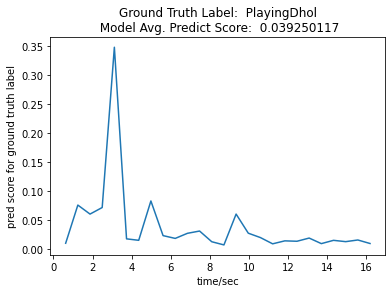 Ground Truth Label:  PlayingDhol
Model Avg. Predict Score:  0.039250117
pred score for ground truth label
0.35
0.30
0.25
0.20
0.15
0.10
0.05
0.00
0 2 4 6 8 10 12 14 16
time/sec